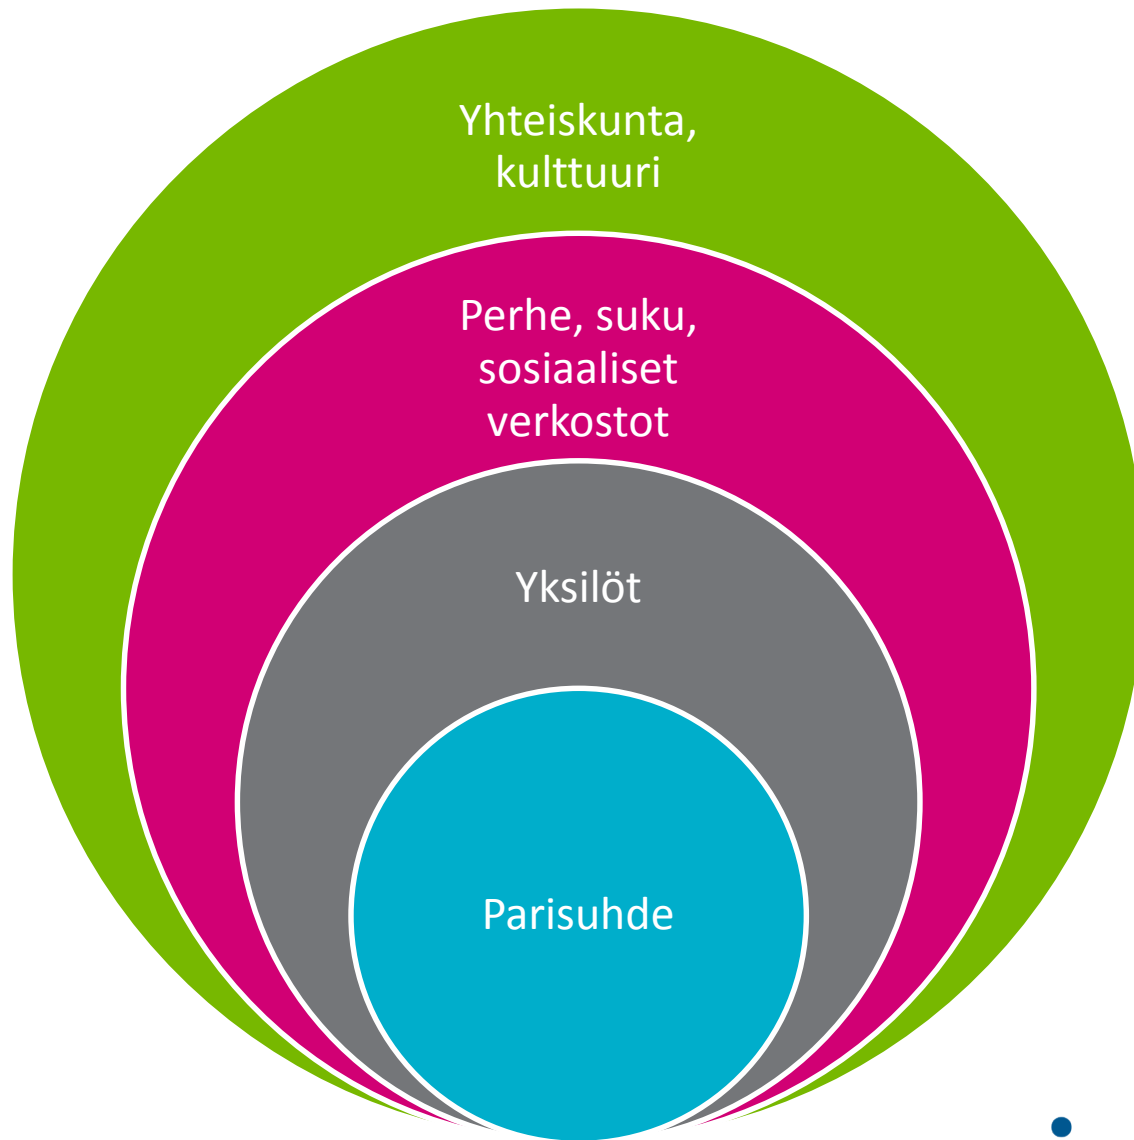 Yhteiskunta,
kulttuuri
Perhe, suku,
sosiaaliset
verkostot
Yksilöt
Parisuhde